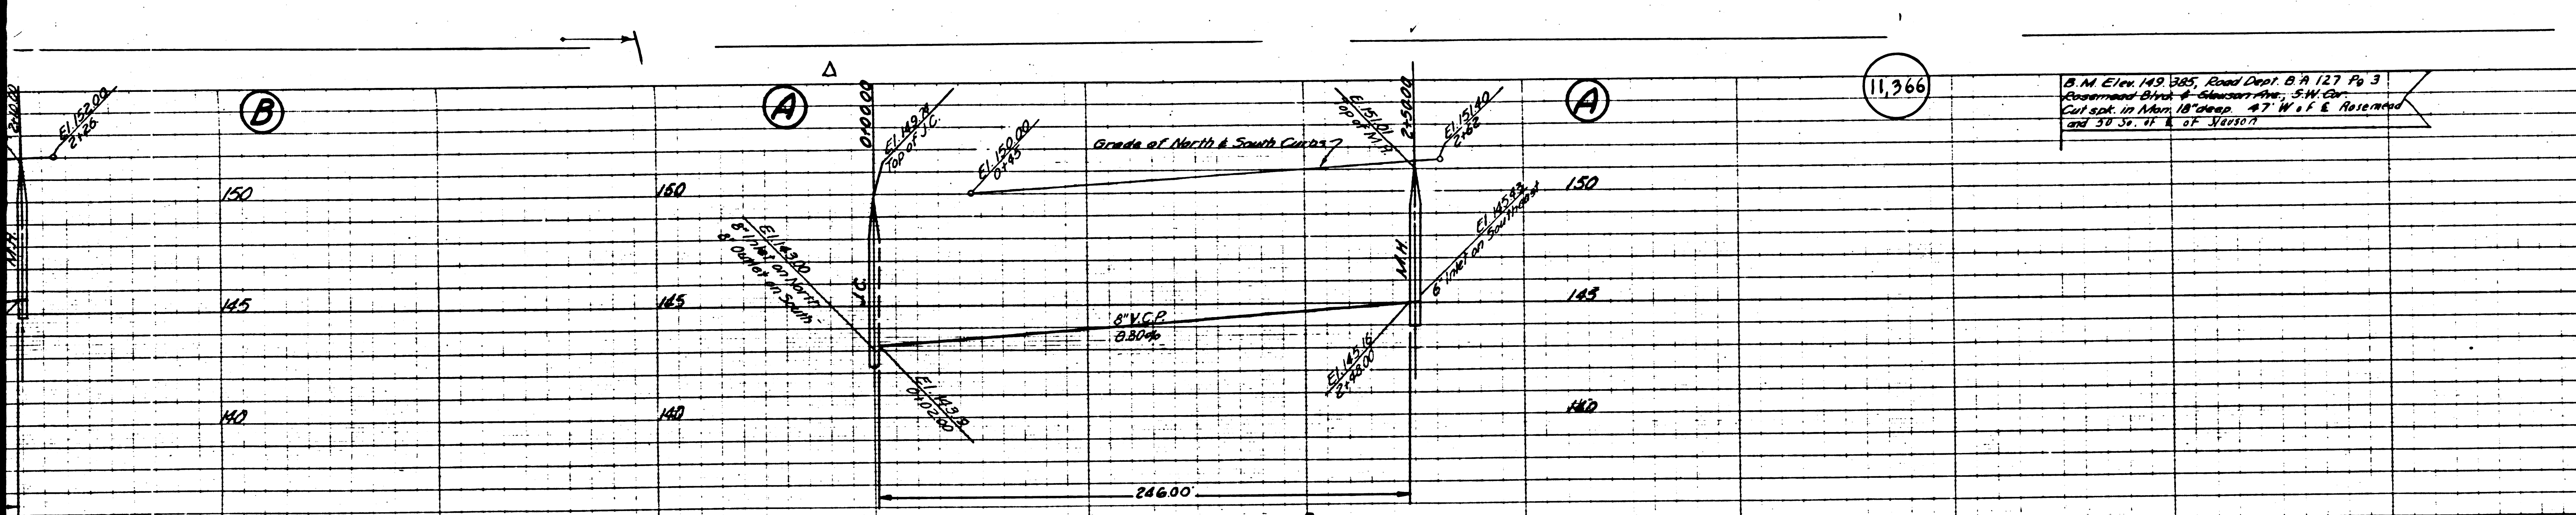 2+40.00
El. 152.00
2+26
B
150
145
140
M.H.
A
150
145
140
Δ
0+00.00
El. 149.74
Top of J.C.
El. 150.00
0+45
Grade of North & South Curbs
El. 151.01
Top of M.H.
2+50.00
El. 151.40
2+62
El. 143.00
8" Inlet on North
8" Outlet on South
J.C.
8" V.C.P.
0.80%
M.H.
El. 145.43
6" Inlet on Southeast
El. 143.19
0+02.00
El. 145.16
2+48.00
246.00'
A
150
145
140
11,366
B.M. Elev. 149.385, Road Dept. B.A 127 Pg 3
Rosemead Blvd. & Slauson Ave., S.W. Cor.
Cut spk. in Mon. 18" deep. 47' W of ℄ Rosemead
and 50 So. of ℄ of Slauson